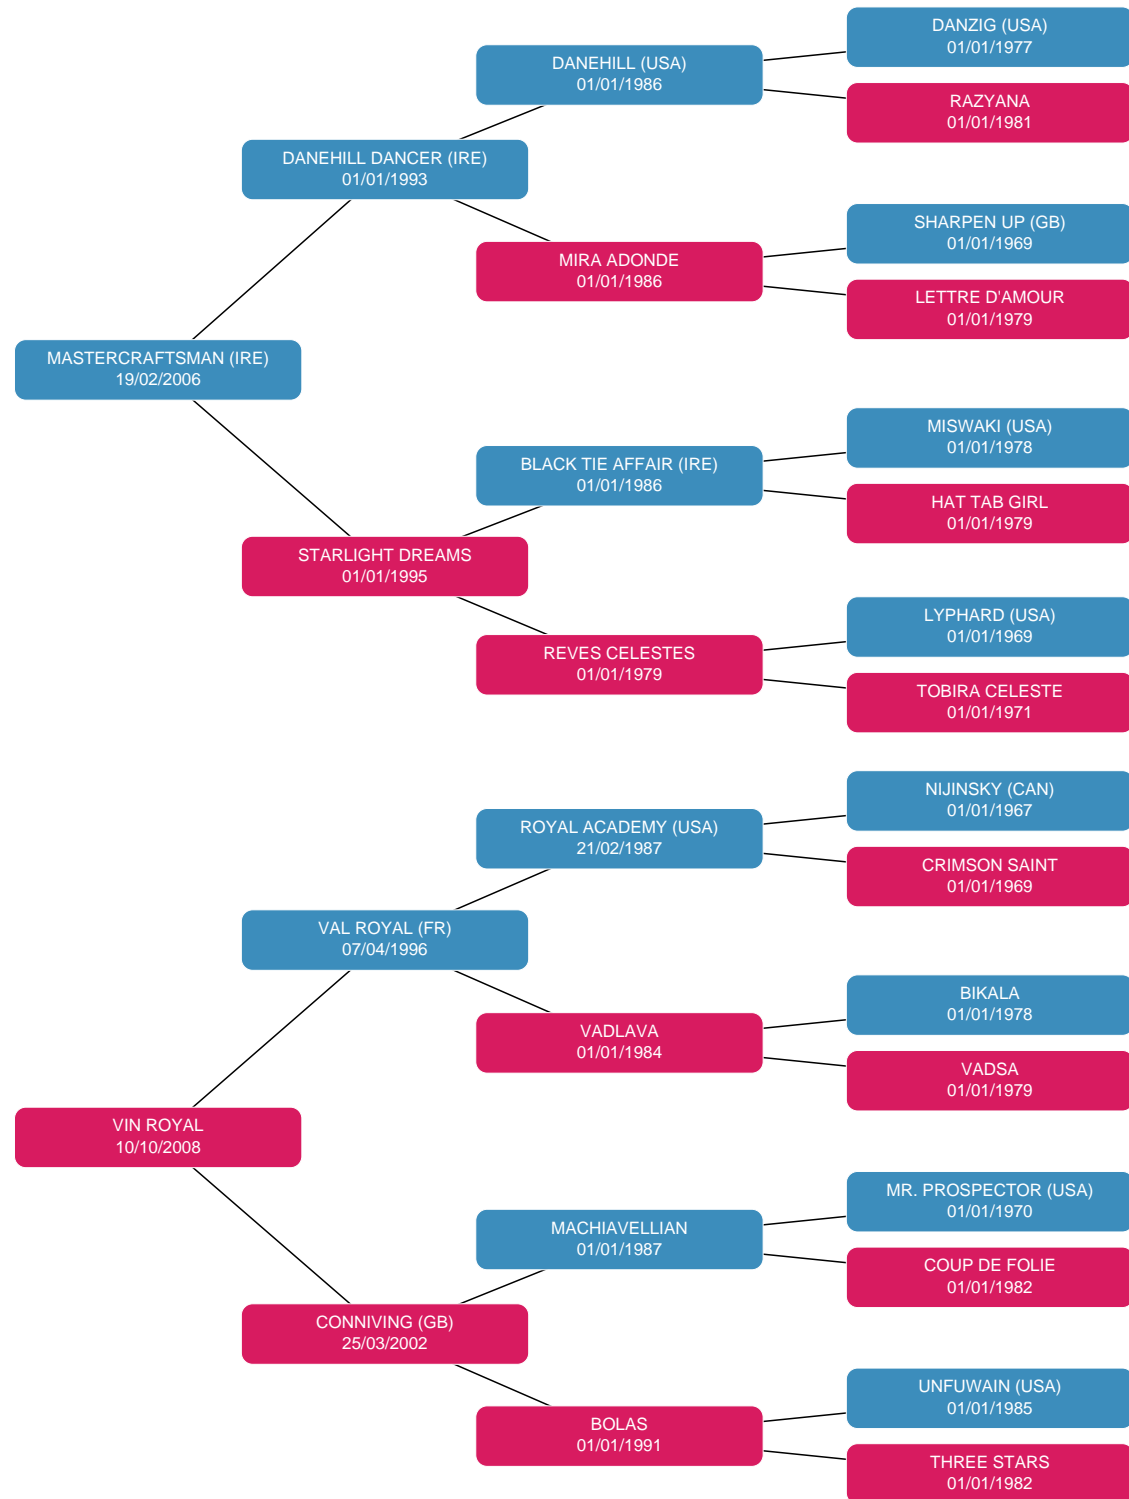 DANZIG (USA)
01/01/1977
DANEHILL (USA)
01/01/1986
RAZYANA
01/01/1981
DANEHILL DANCER (IRE)
01/01/1993
SHARPEN UP (GB)
01/01/1969
MIRA ADONDE
01/01/1986
LETTRE D'AMOUR
01/01/1979
MASTERCRAFTSMAN (IRE)
19/02/2006
MISWAKI (USA)
01/01/1978
BLACK TIE AFFAIR (IRE)
01/01/1986
HAT TAB GIRL
01/01/1979
STARLIGHT DREAMS
01/01/1995
LYPHARD (USA)
01/01/1969
REVES CELESTES
01/01/1979
TOBIRA CELESTE
01/01/1971
NIJINSKY (CAN)
01/01/1967
ROYAL ACADEMY (USA)
21/02/1987
CRIMSON SAINT
01/01/1969
VAL ROYAL (FR)
07/04/1996
BIKALA
01/01/1978
VADLAVA
01/01/1984
VADSA
01/01/1979
VIN ROYAL
10/10/2008
MR. PROSPECTOR (USA)
01/01/1970
MACHIAVELLIAN
01/01/1987
COUP DE FOLIE
01/01/1982
CONNIVING (GB)
25/03/2002
UNFUWAIN (USA)
01/01/1985
BOLAS
01/01/1991
THREE STARS
01/01/1982